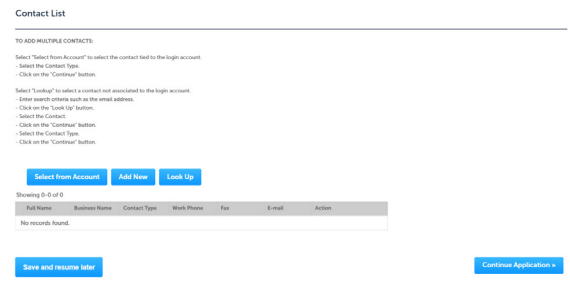 Contact List
TO ADD MULTIPLE CONTACTS:
Select "Select from Account" to select the contact tied to the login account.
- Select the Contact Type.
- Click on the "Continue" button.
Select "Lookup" to select a contact not associated to the login account.
- Enter search criteria such as the email address.
- Click on the "Look Up" button.
- Select the Contact.
- Click on the "Continue" button.
- Select the Contact Type.
- Click on the "Continue" button.
Select from Account Add New Look Up
Showing 0-0 of 0
Full Name Business Name Contact Type Work Phone Fax E-mail Action
No records found.
Save and resume later Continue Application »